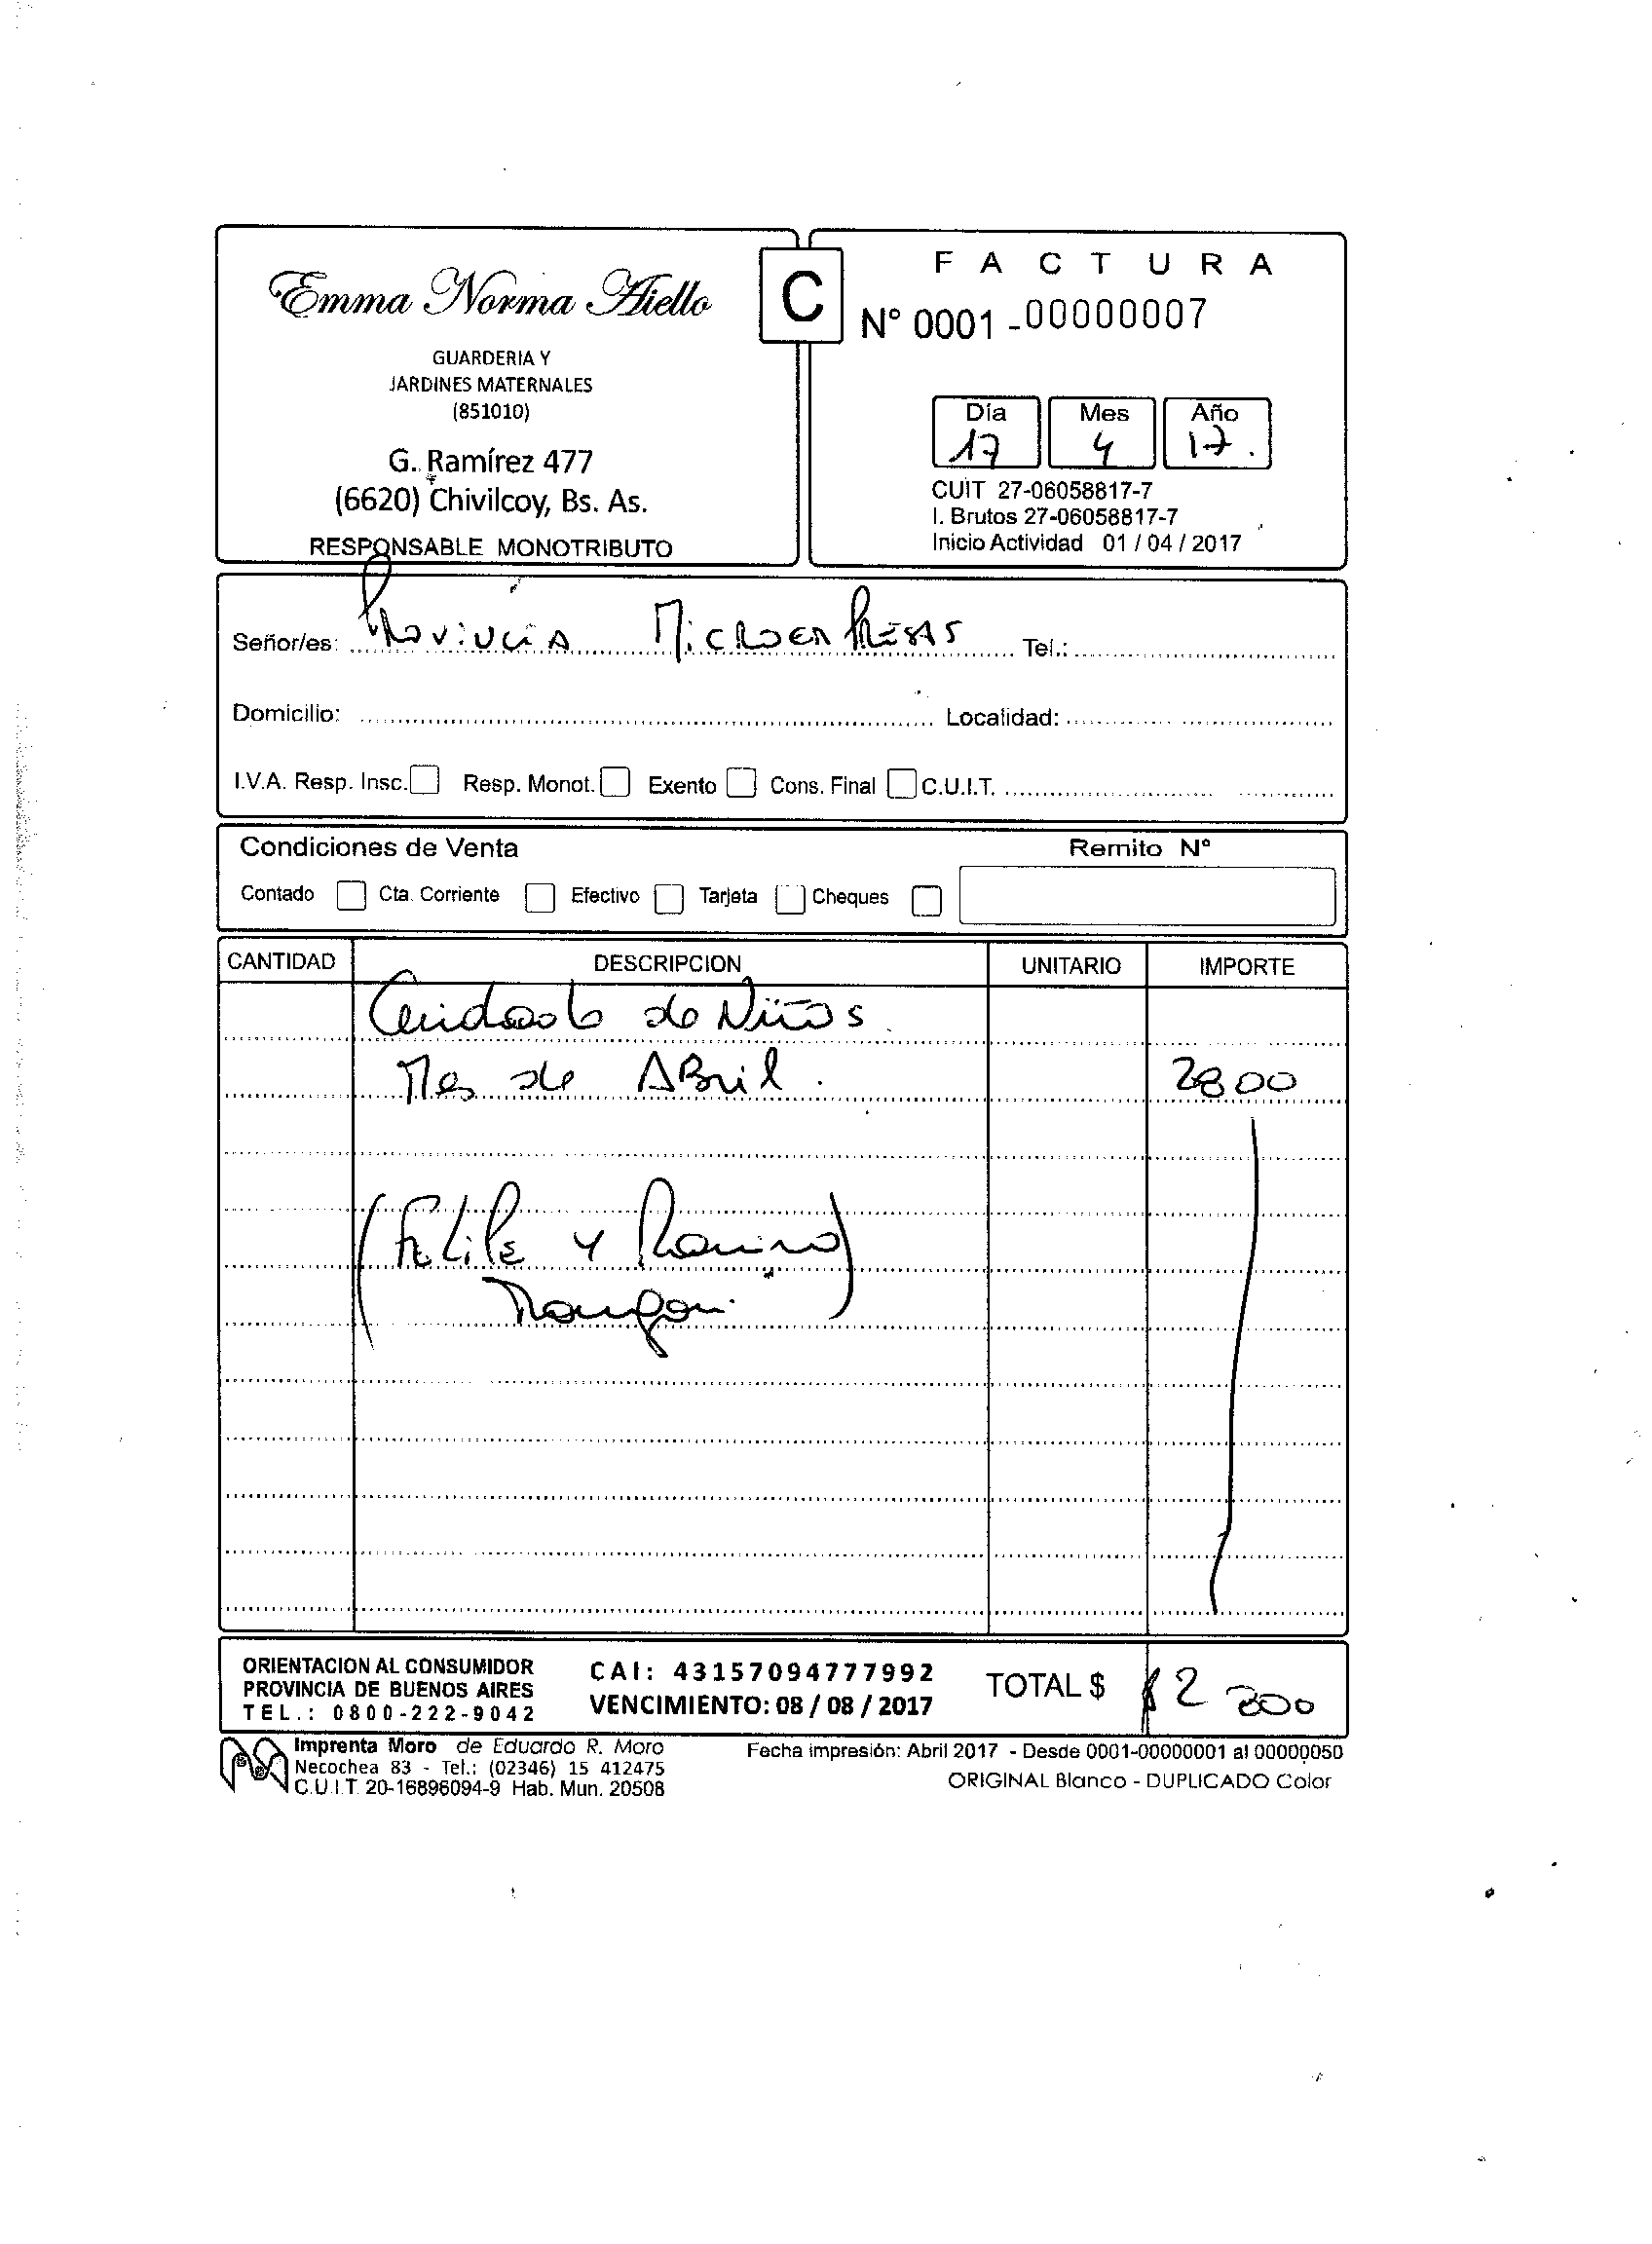 Emma Norma Aiello
GUARDERIA Y
JARDINES MATERNALES
(851010)
G. Ramírez 477
(6620) Chivilcoy, Bs. As.
RESPONSABLE MONOTRIBUTO
C
FACTURA
N° 0001 - 00000007
Día Mes Año
17 4 17.
CUIT 27-06058817-7
I. Brutos 27-06058817-7
Inicio Actividad 01 / 04 / 2017
Señor/es: Provincia Microempresas Tel.:
Domicilio: Localidad:
I.V.A. Resp. Insc. Resp. Monot. Exento Cons. Final C.U.I.T.
Condiciones de Venta Remito N°
Contado Cta. Corriente Efectivo Tarjeta Cheques
CANTIDAD DESCRIPCION UNITARIO IMPORTE
Cuidado de Niños
Mes de ABril. 2800
(Felipe y Ramiro)
ORIENTACION AL CONSUMIDOR
PROVINCIA DE BUENOS AIRES
TEL.: 0800-222-9042
CAI: 43157094777992
VENCIMIENTO: 08 / 08 / 2017
TOTAL $ $2800
Imprenta Moro de Eduardo R. Moro
Necochea 83 - Tel.: (02346) 15 412475
C.U.I.T. 20-16896094-9 Hab. Mun. 20508
Fecha impresión: Abril 2017 - Desde 0001-00000001 al 00000050
ORIGINAL Blanco - DUPLICADO Color